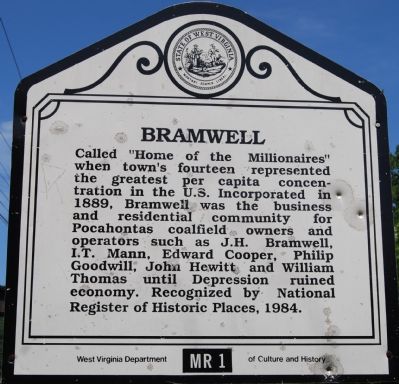 STATE OF WEST VIRGINIA
MONTANI SEMPER LIBERI
BRAMWELL
Called "Home of the Millionaires"
when town's fourteen represented
the greatest per capita concen-
tration in the U.S. Incorporated in
1889, Bramwell was the business
and residential community for
Pocahontas coalfield owners and
operators such as J.H. Bramwell,
I.T. Mann, Edward Cooper, Philip
Goodwill, John Hewitt and William
Thomas until Depression ruined
economy. Recognized by National
Register of Historic Places, 1984.
West Virginia Department MR 1 of Culture and History